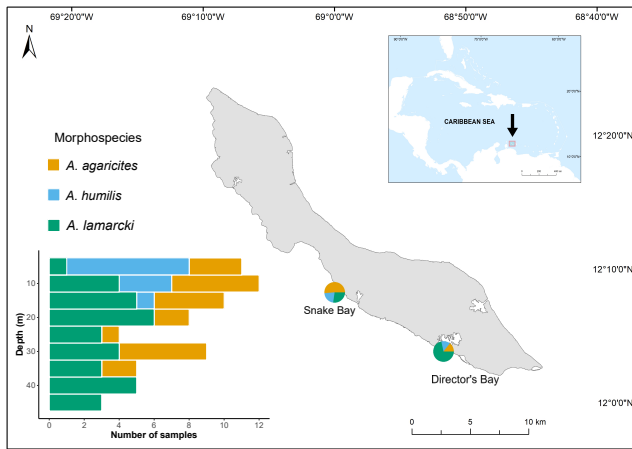 69°20'0"W 69°10'0"W 69°0'0"W 68°50'0"W 68°40'0"W
N
CARIBBEAN SEA
12°20'0"N
Morphospecies
A. agaricites
A. humilis
A. lamarcki
12°10'0"N
Snake Bay
Director's Bay
12°0'0"N
Depth (m)
10
20
30
40
0 2 4 6 8 10 12
Number of samples
0 5 10 km